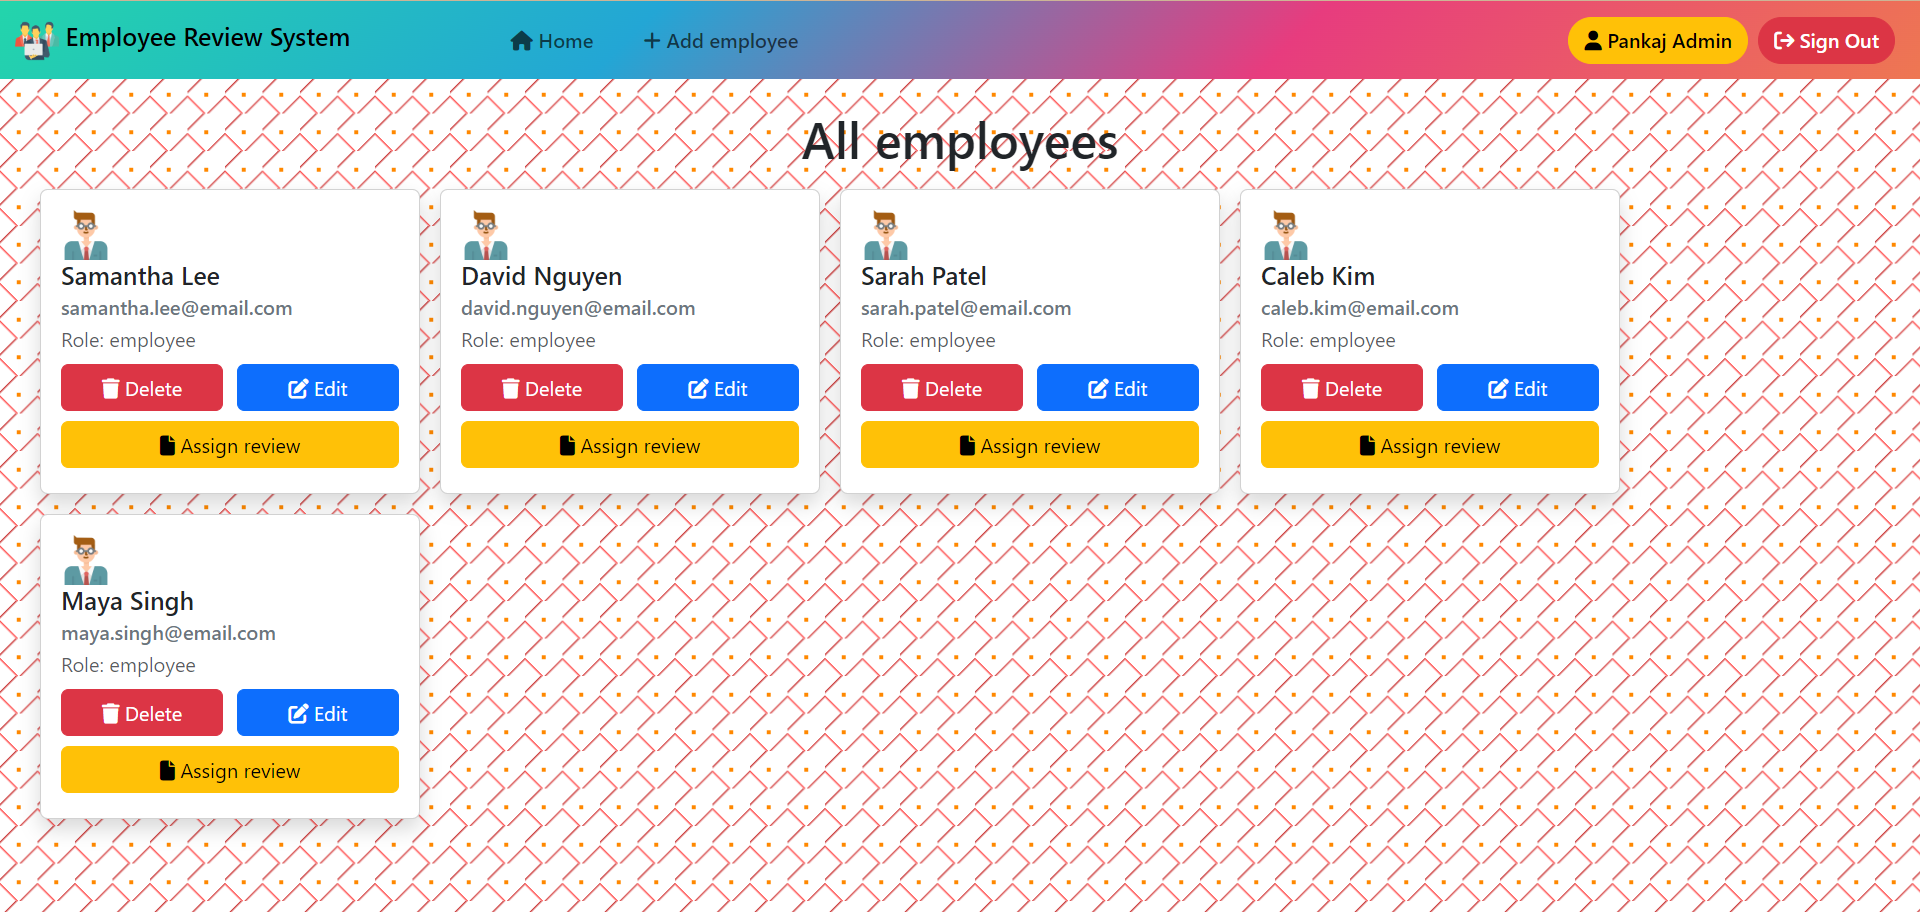 Employee Review System
Home
Add employee
Pankaj Admin
Sign Out
All employees
Samantha Lee
samantha.lee@email.com
Role: employee
Delete
Edit
Assign review
David Nguyen
david.nguyen@email.com
Role: employee
Delete
Edit
Assign review
Sarah Patel
sarah.patel@email.com
Role: employee
Delete
Edit
Assign review
Caleb Kim
caleb.kim@email.com
Role: employee
Delete
Edit
Assign review
Maya Singh
maya.singh@email.com
Role: employee
Delete
Edit
Assign review